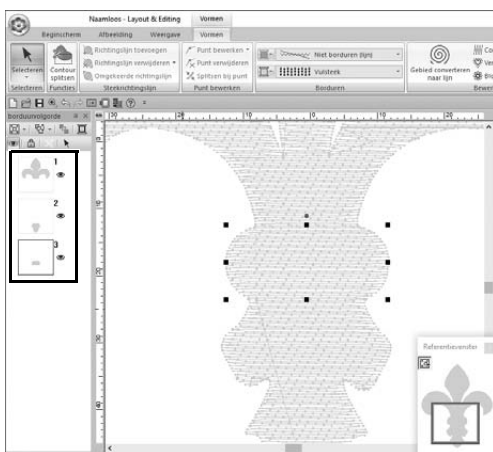 Naamloos - Layout & Editing
Vormen
Beginscherm
Afbeelding
Weergave
Vormen
Selecteren
Contour splitsen
Richtingslijn toevoegen
Richtingslijn verwijderen
Omgekeerde richtingslijn
Punt bewerken
Punt verwijderen
Splitsen bij punt
Niet borduren (lijn)
Vulsteek
Gebied converteren naar lijn
Selecteren
Functies
Steekrichtingslijn
Punt bewerken
Borduren
Bewer
borduurvolgorde
1
2
3
Referentievenster